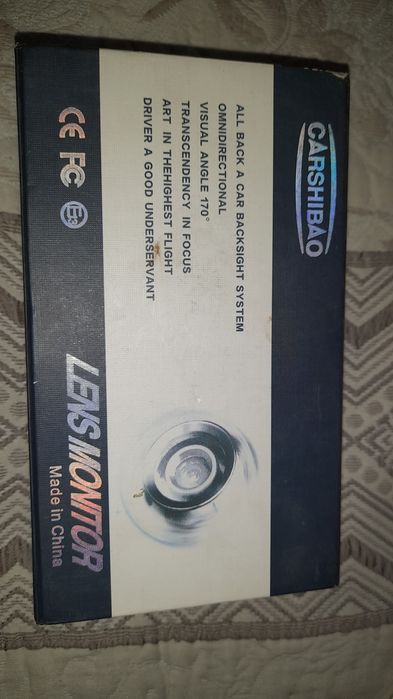 CARSHIBAO
ALL BACK A CAR BACKSIGHT SYSTEM
OMNIDIRECTIONAL
VISUAL ANGLE 170°
TRANSCENDENCY IN FOCUS
ART IN THEHIGHEST FLIGHT
DRIVER A GOOD UNDERSERVANT
CE FC E9
LENS MONITOR
Made in China